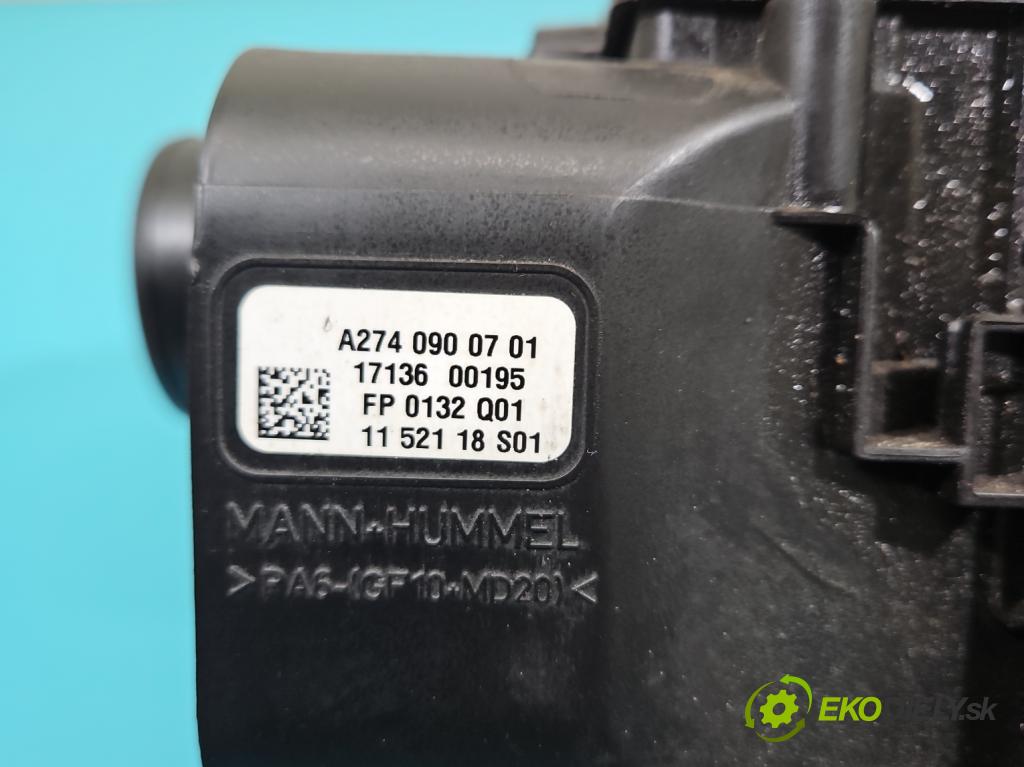 A274 090 07 01
17136 00195
FP 0132 Q01
11 521 18 S01
MANN+HUMMEL
>PA6-(GF10+MD20)<
EKODIELY.sk